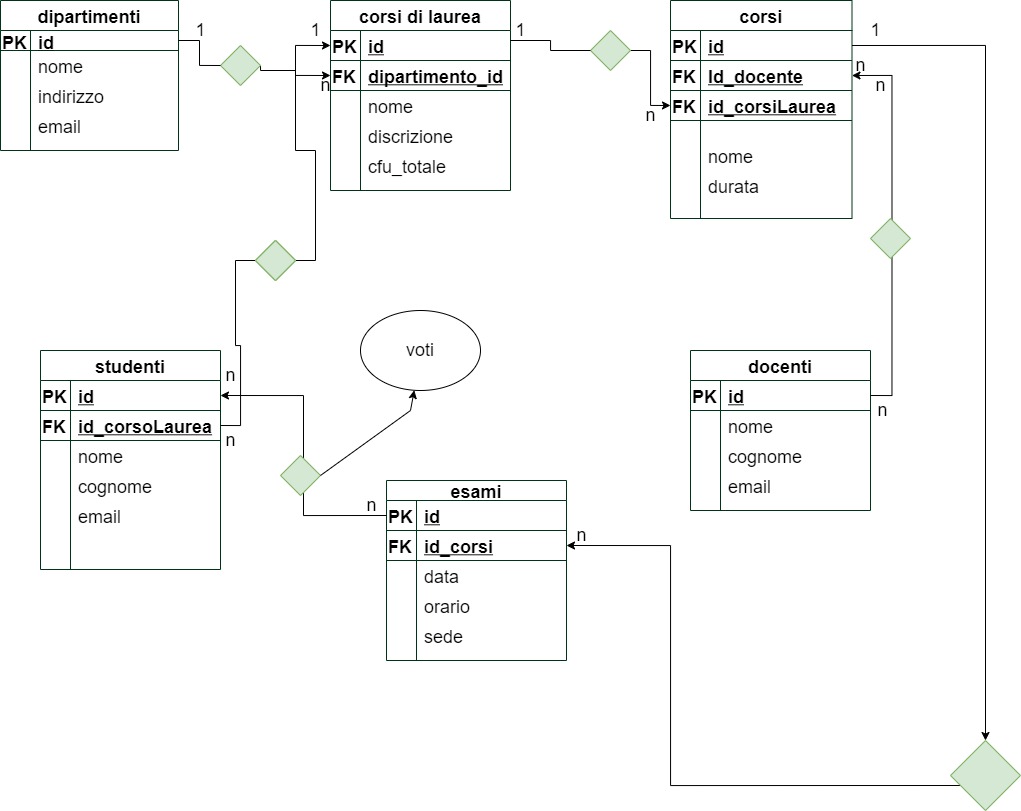 dipartimenti
PK id
nome
indirizzo
email
1
1
n
corsi di laurea
PK id
FK dipartimento_id
nome
discrizione
cfu_totale
1
n
corsi
PK id
FK Id_docente
FK id_corsiLaurea
nome
durata
1
n
n
studenti
PK id
FK id_corsoLaurea
nome
cognome
email
n
n
voti
docenti
PK id
nome
cognome
email
n
esami
PK id
FK id_corsi
data
orario
sede
n
n